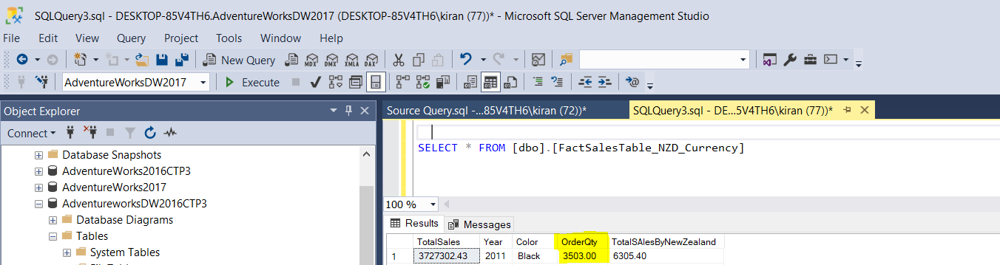 SQLQuery3.sql - DESKTOP-85V4TH6.AdventureWorksDW2017 (DESKTOP-85V4TH6\kiran (77))* - Microsoft SQL Server Management Studio
File Edit View Query Project Tools Window Help
New Query MDX DMX XMLA DAX
AdventureWorksDW2017 Execute
Object Explorer
Connect
Database Snapshots
AdventureWorks2016CTP3
AdventureWorks2017
AdventureworksDW2016CTP3
Database Diagrams
Tables
System Tables
Source Query.sql -...85V4TH6\kiran (72))* SQLQuery3.sql - DE...5V4TH6\kiran (77))*
SELECT * FROM [dbo].[FactSalesTable_NZD_Currency]
100 %
Results Messages
TotalSales Year Color OrderQty TotalSAlesByNewZealand
1 3727302.43 2011 Black 3503.00 6305.40